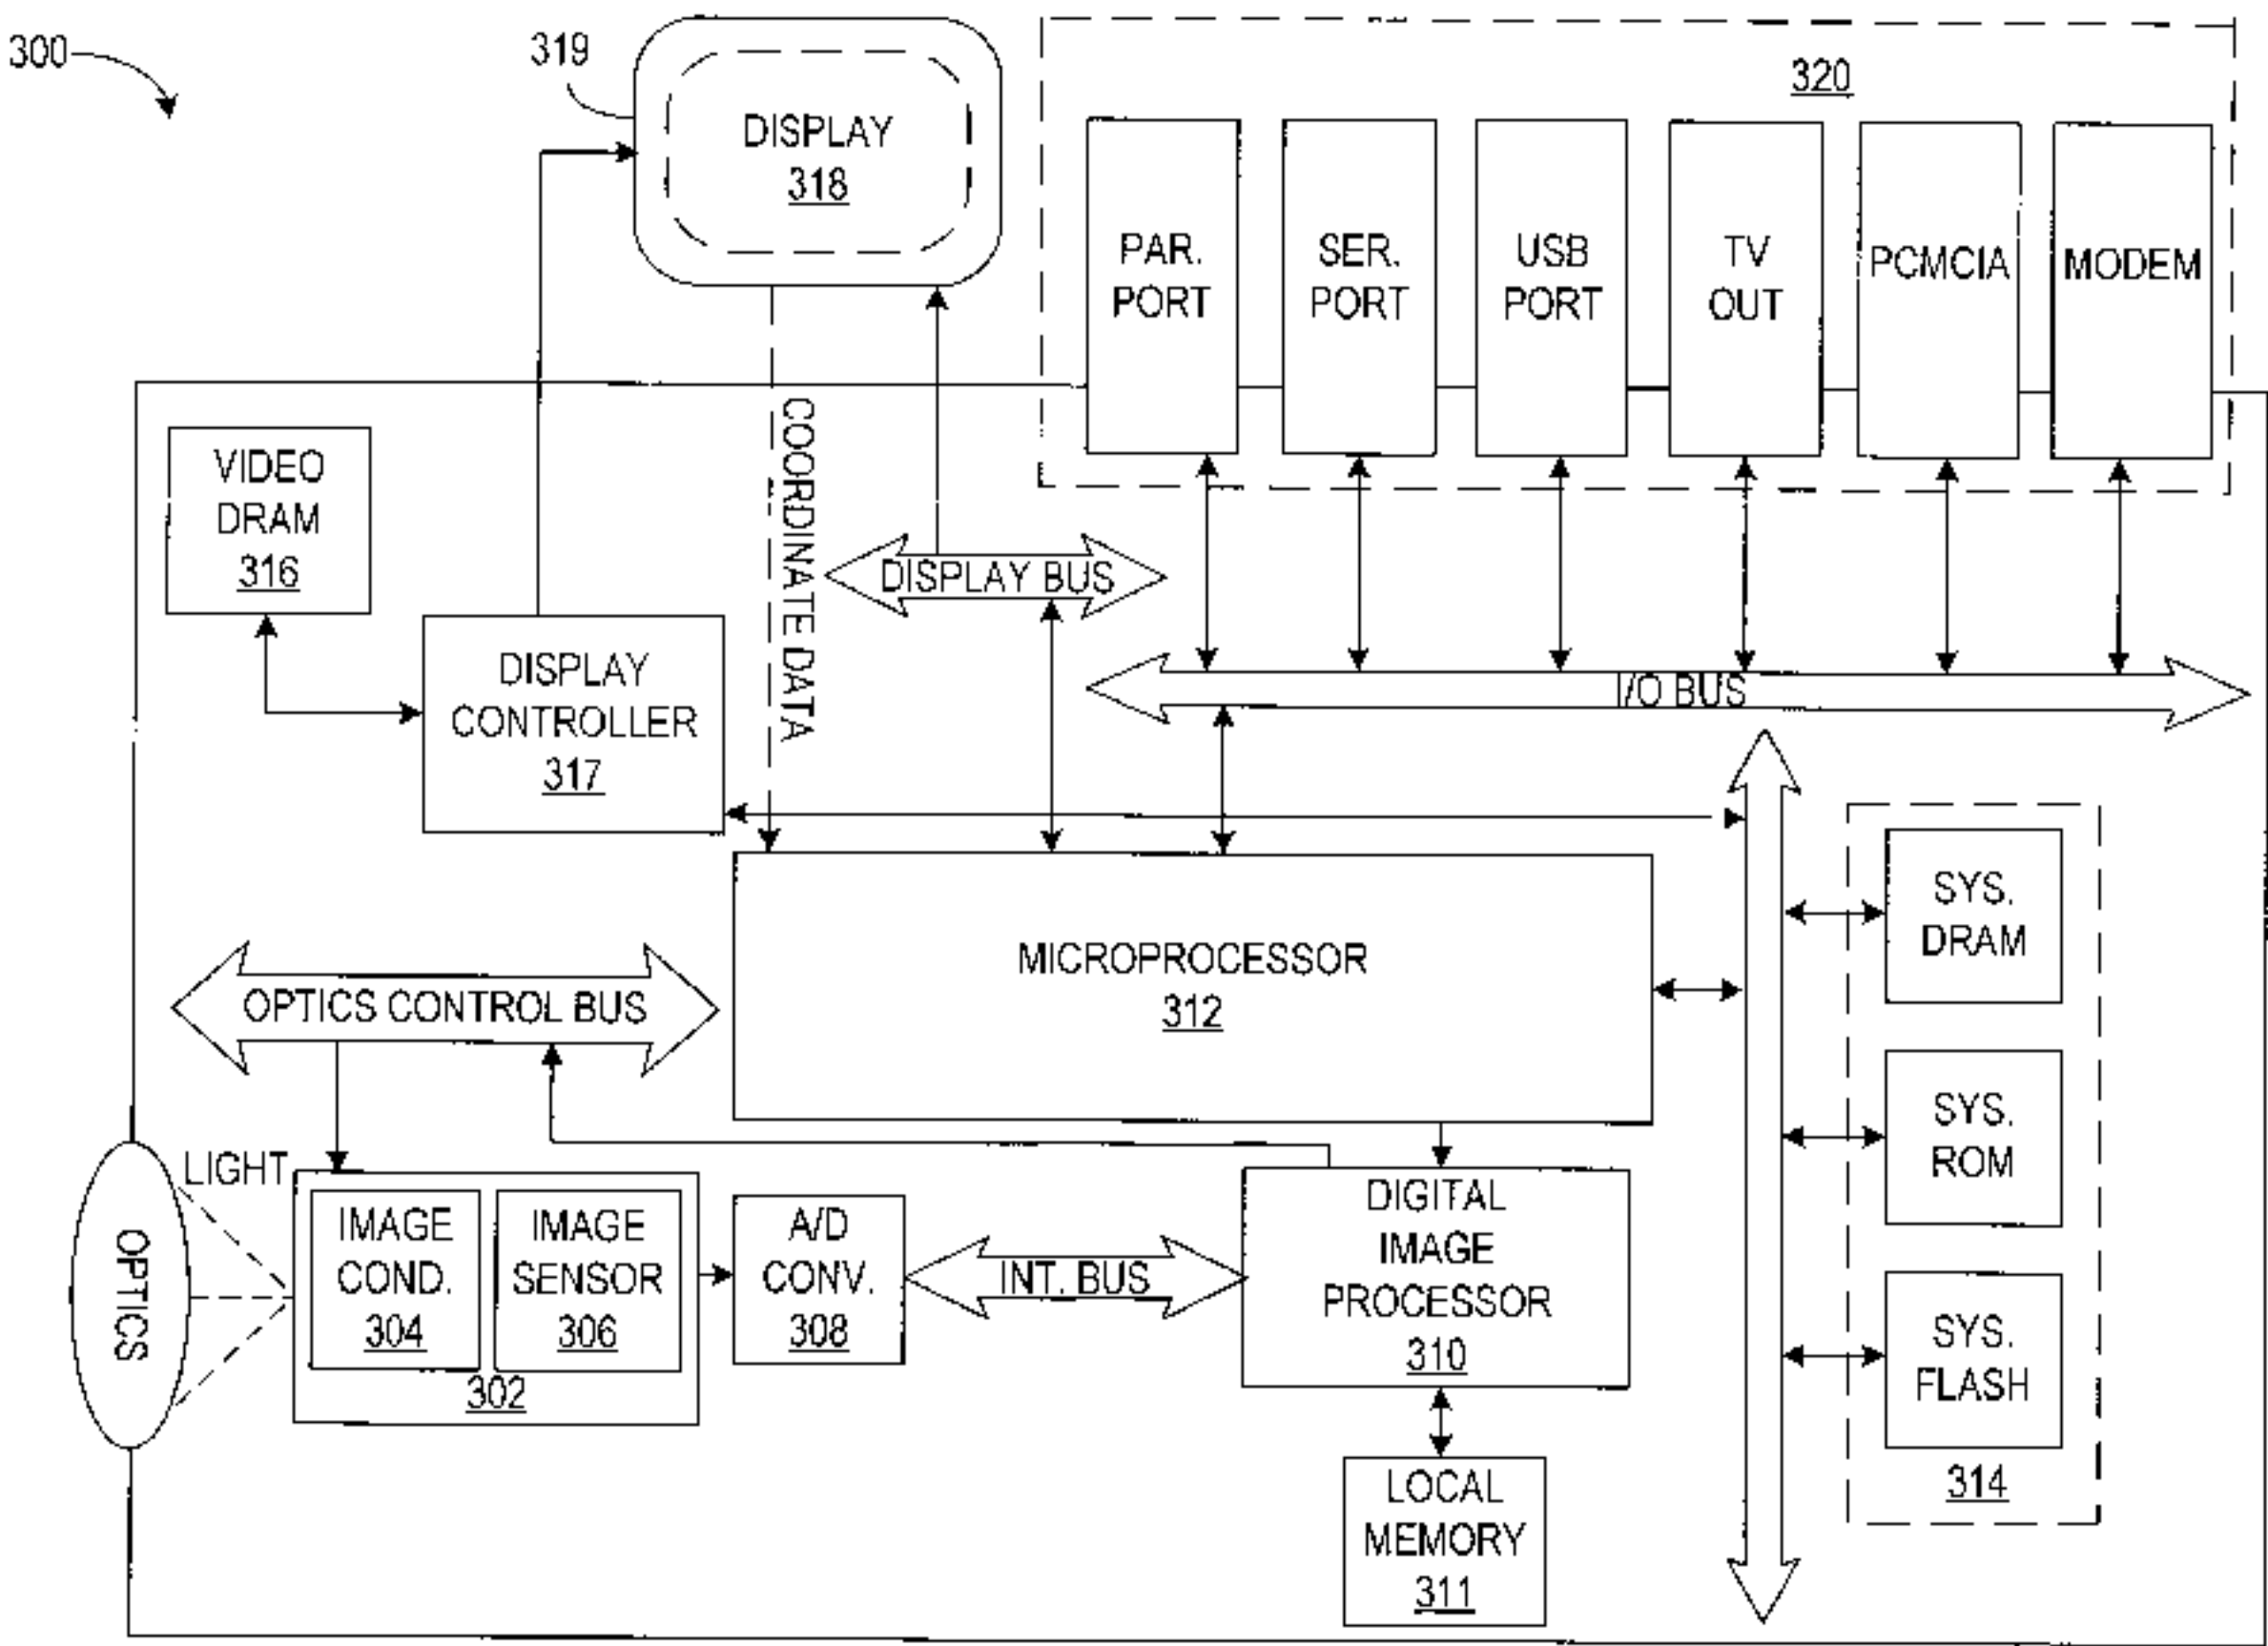 300
319
DISPLAY
318
320
PAR.
PORT
SER.
PORT
USB
PORT
TV
OUT
PCMCIA
MODEM
VIDEO
DRAM
316
COORDINATE DATA
DISPLAY BUS
DISPLAY
CONTROLLER
317
I/O BUS
MICROPROCESSOR
312
SYS.
DRAM
OPTICS CONTROL BUS
SYS.
ROM
LIGHT
OPTICS
IMAGE
COND.
304
IMAGE
SENSOR
306
302
A/D
CONV.
308
INT. BUS
DIGITAL
IMAGE
PROCESSOR
310
SYS.
FLASH
314
LOCAL
MEMORY
311